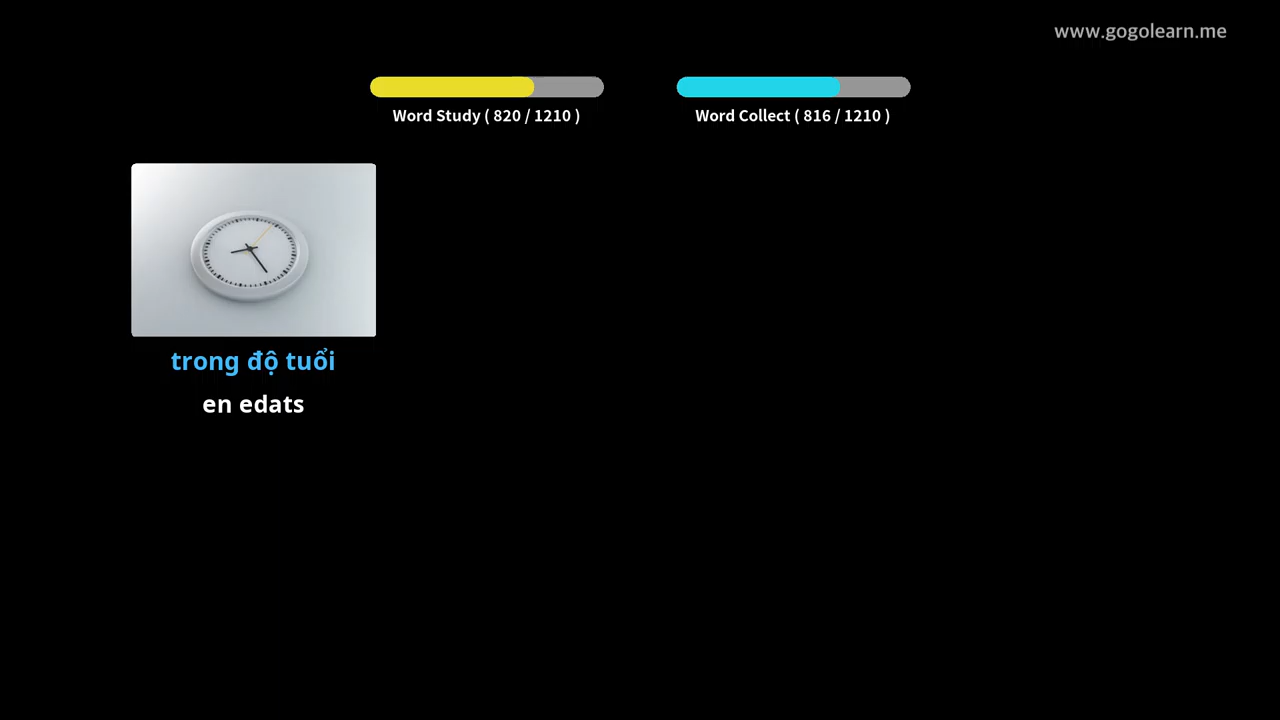 www.gogolearn.me
Word Study ( 820 / 1210 )
Word Collect ( 816 / 1210 )
trong độ tuổi
en edats